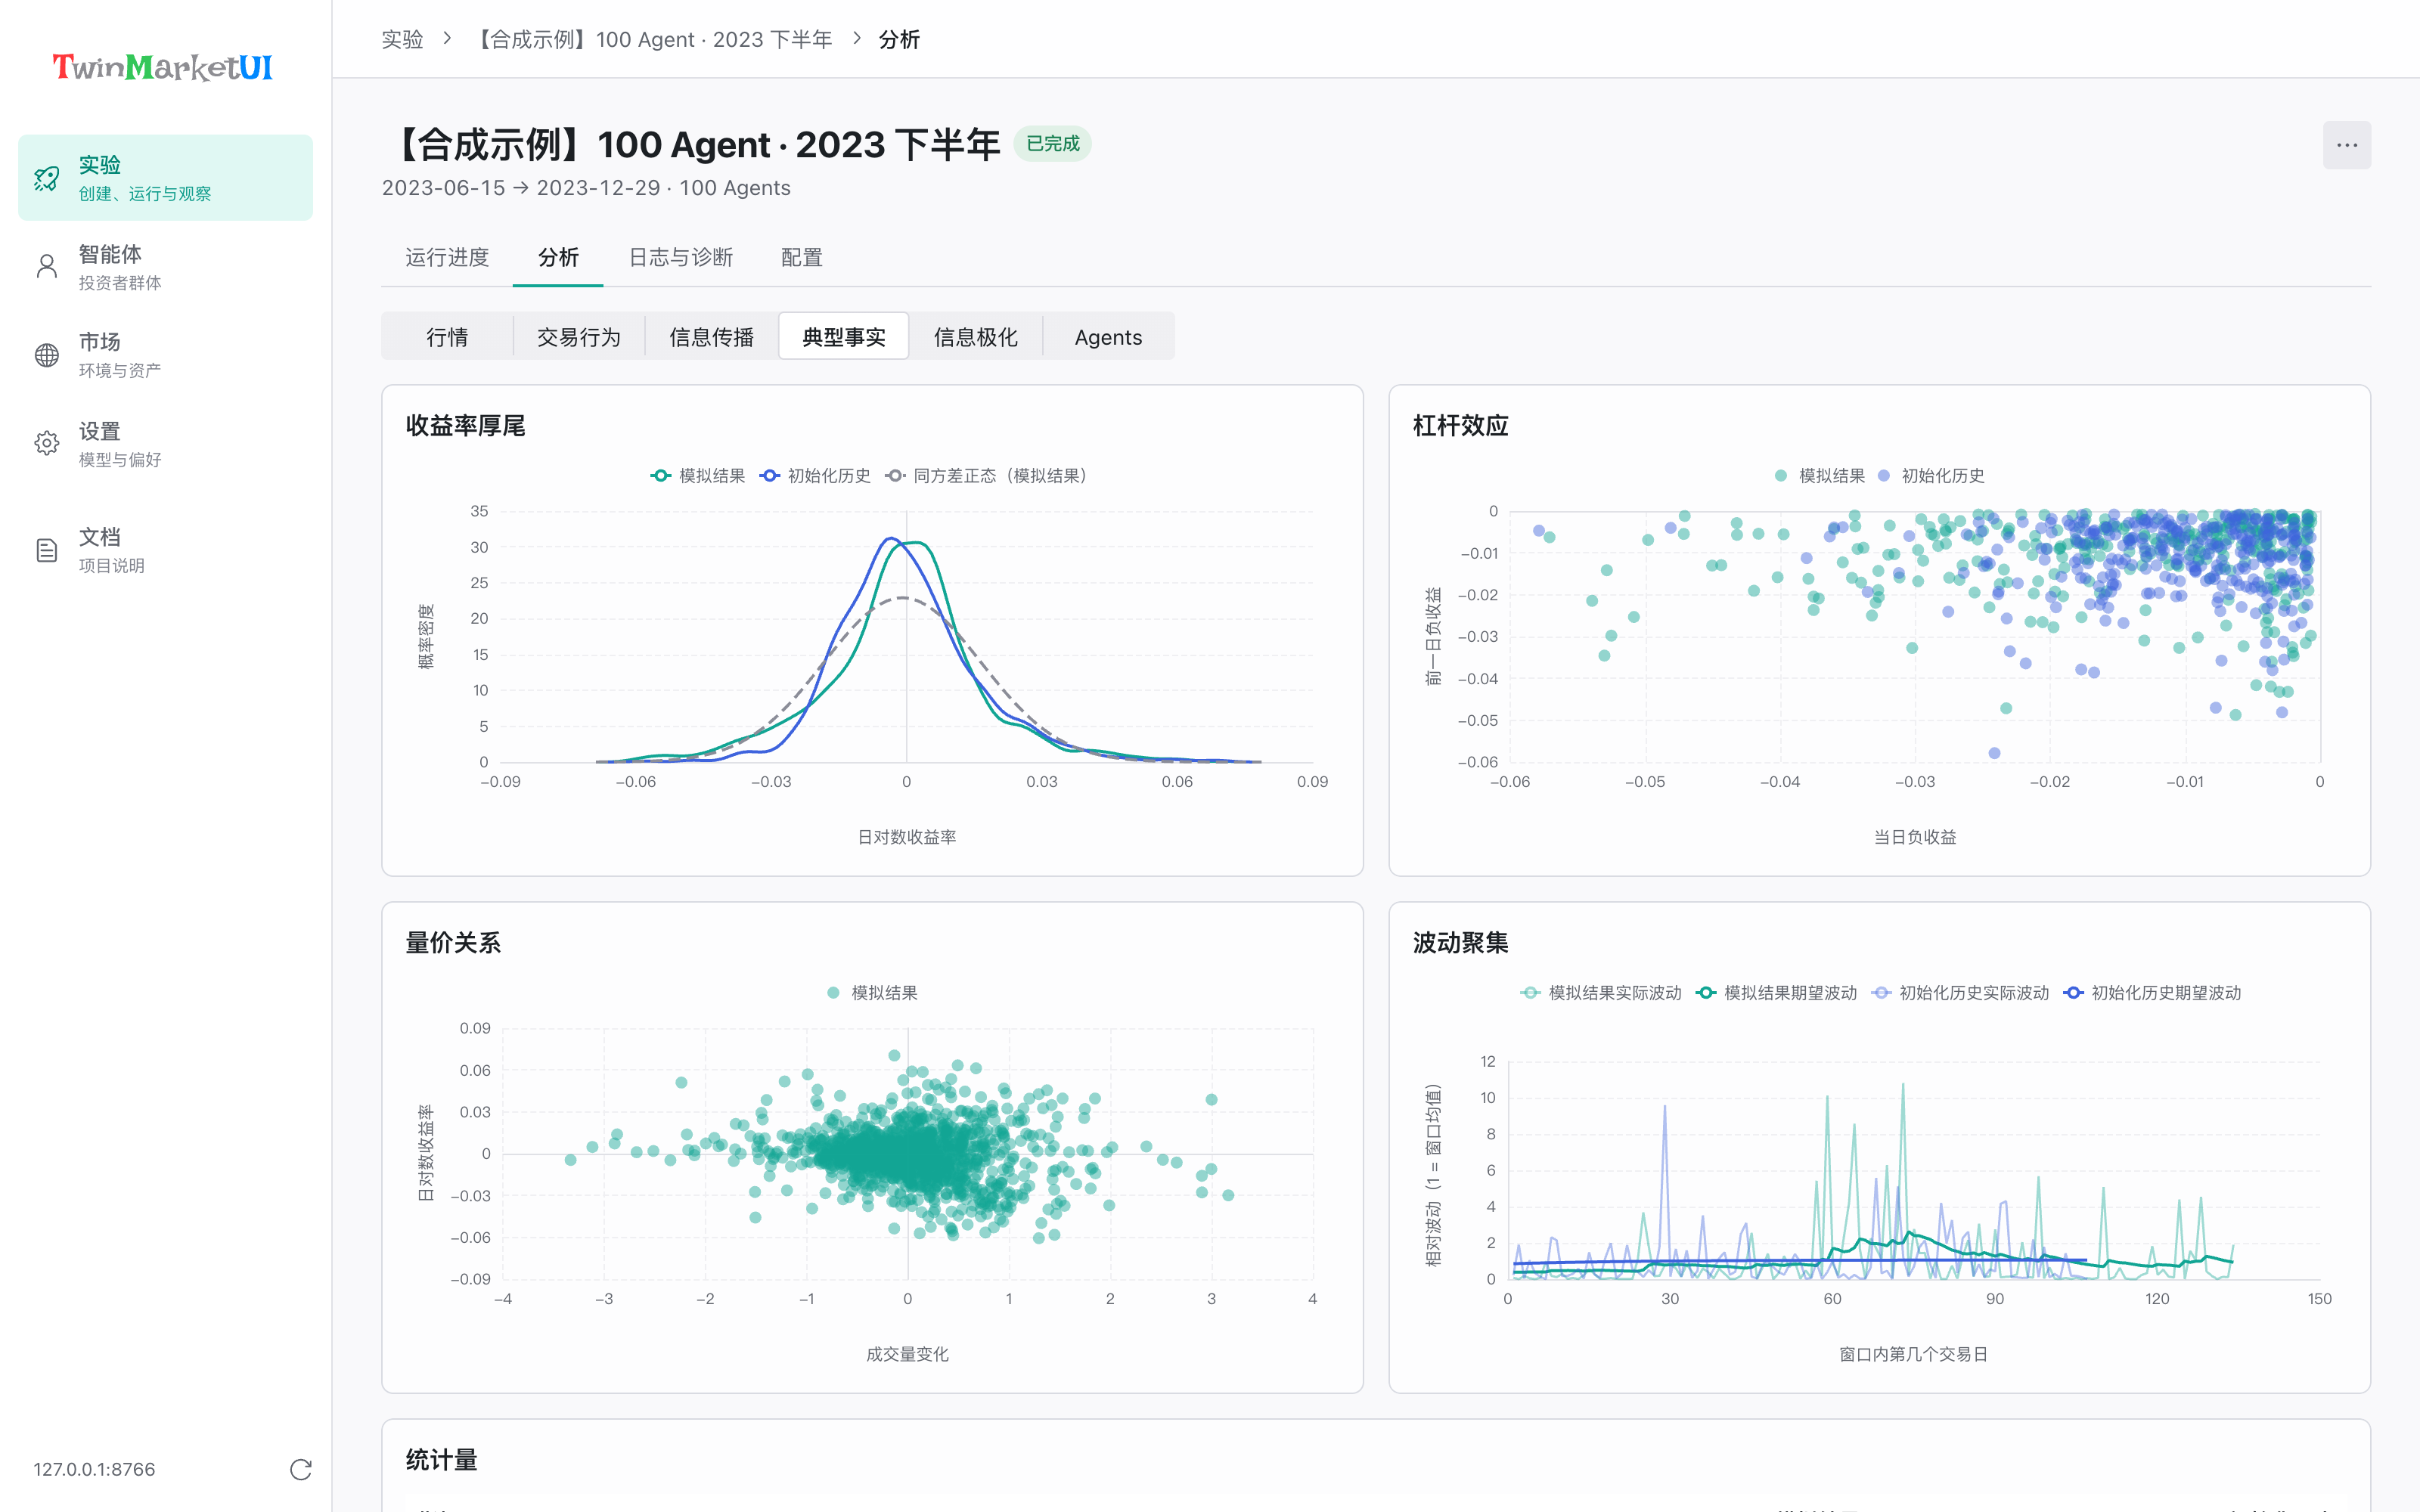 TwinMarketUI
实验
创建、运行与观察
智能体
投资者群体
市场
环境与资产
设置
模型与偏好
文档
项目说明
127.0.0.1:8766
实验 > 【合成示例】100 Agent · 2023 下半年 > 分析
【合成示例】100 Agent · 2023 下半年 已完成
2023-06-15 → 2023-12-29 · 100 Agents
...
运行进度 分析 日志与诊断 配置
行情 交易行为 信息传播 典型事实 信息极化 Agents
收益率厚尾
模拟结果 初始化历史 同方差正态（模拟结果）
概率密度
35
30
25
20
15
10
5
0
−0.09 −0.06 −0.03 0 0.03 0.06 0.09
日对数收益率
杠杆效应
模拟结果 初始化历史
前一日负收益
0
−0.01
−0.02
−0.03
−0.04
−0.05
−0.06
−0.06 −0.05 −0.04 −0.03 −0.02 −0.01 0
当日负收益
量价关系
模拟结果
日对数收益率
0.09
0.06
0.03
0
−0.03
−0.06
−0.09
−4 −3 −2 −1 0 1 2 3 4
成交量变化
波动聚集
模拟结果实际波动 模拟结果期望波动 初始化历史实际波动 初始化历史期望波动
相对波动（1 = 窗口均值）
12
10
8
6
4
2
0
0 30 60 90 120 150
窗口内第几个交易日
统计量